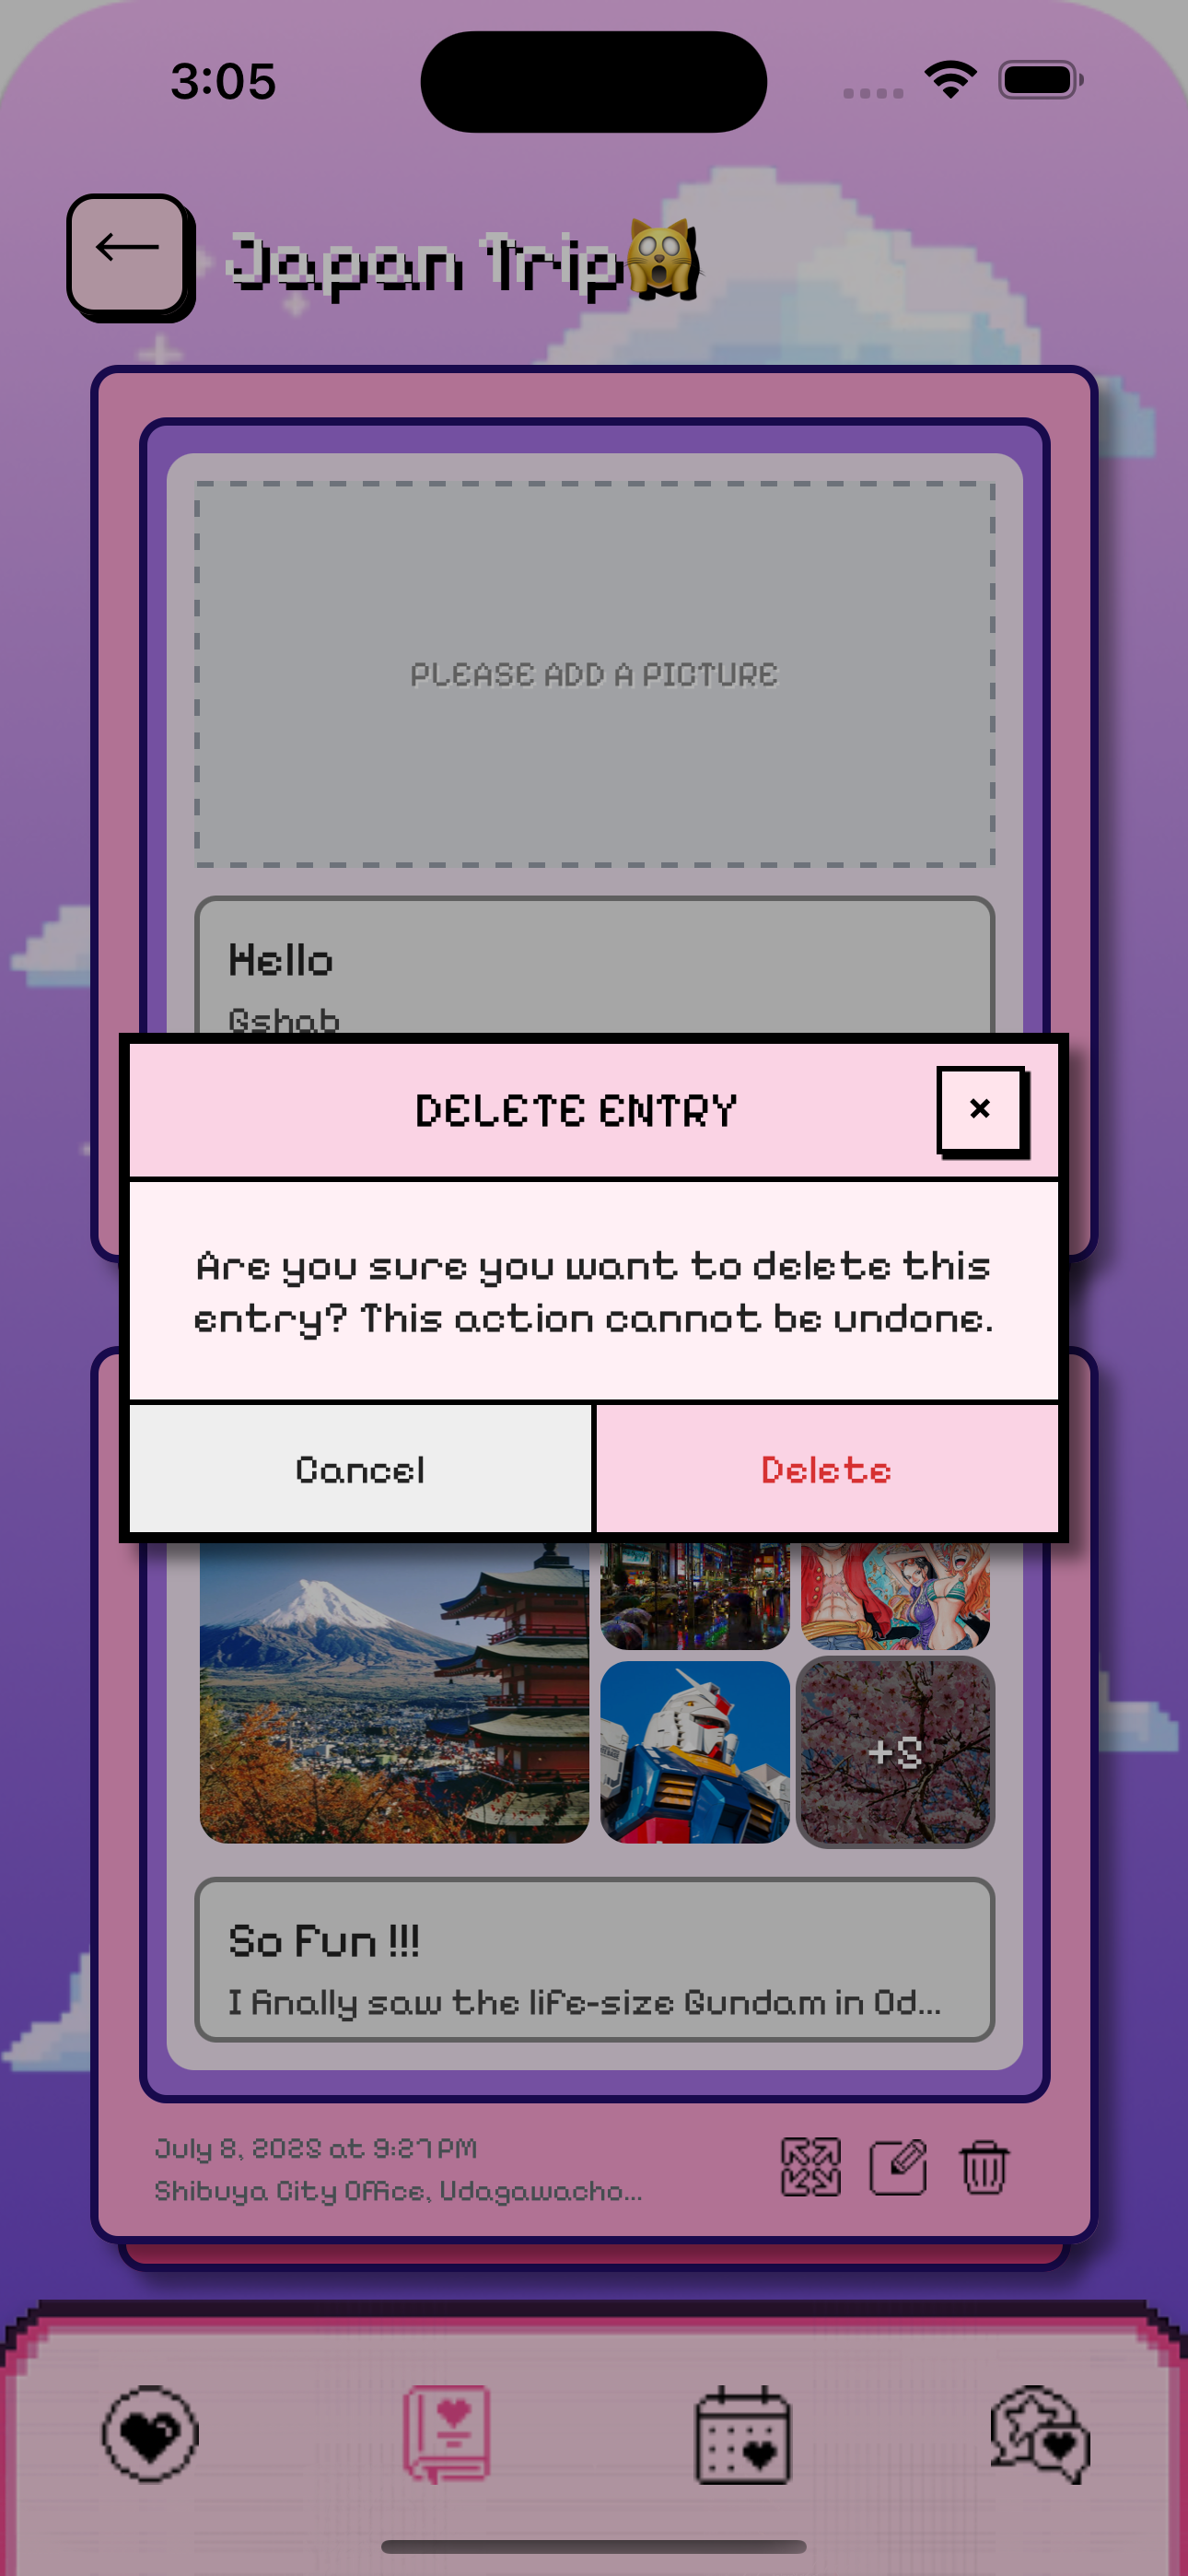 3:05
Japan Trip🙀
PLEASE ADD A PICTURE
Hello
Gshab
DELETE ENTRY
×
Are you sure you want to delete this
entry? This action cannot be undone.
Cancel
Delete
+5
So Fun !!!
I finally saw the life-size Gundam in Od...
July 8, 2025 at 9:27 PM
Shibuya City Office, Udagawacho...